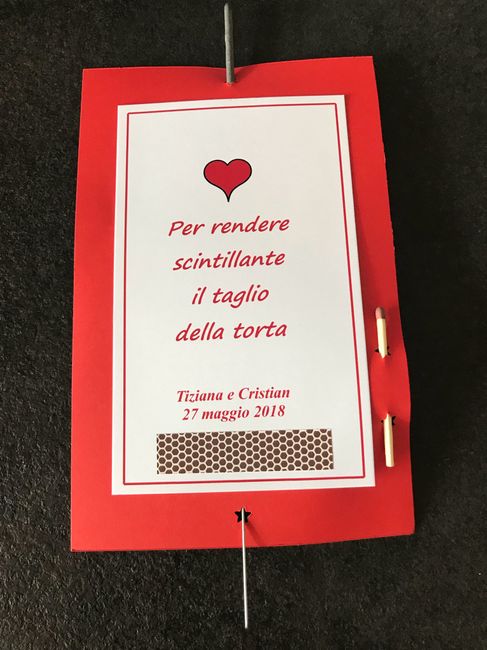 Per rendere
scintillante
il taglio
della torta
Tiziana e Cristian
27 maggio 2018